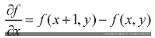 ∂f/∂x = f(x+1, y) − f(x, y)